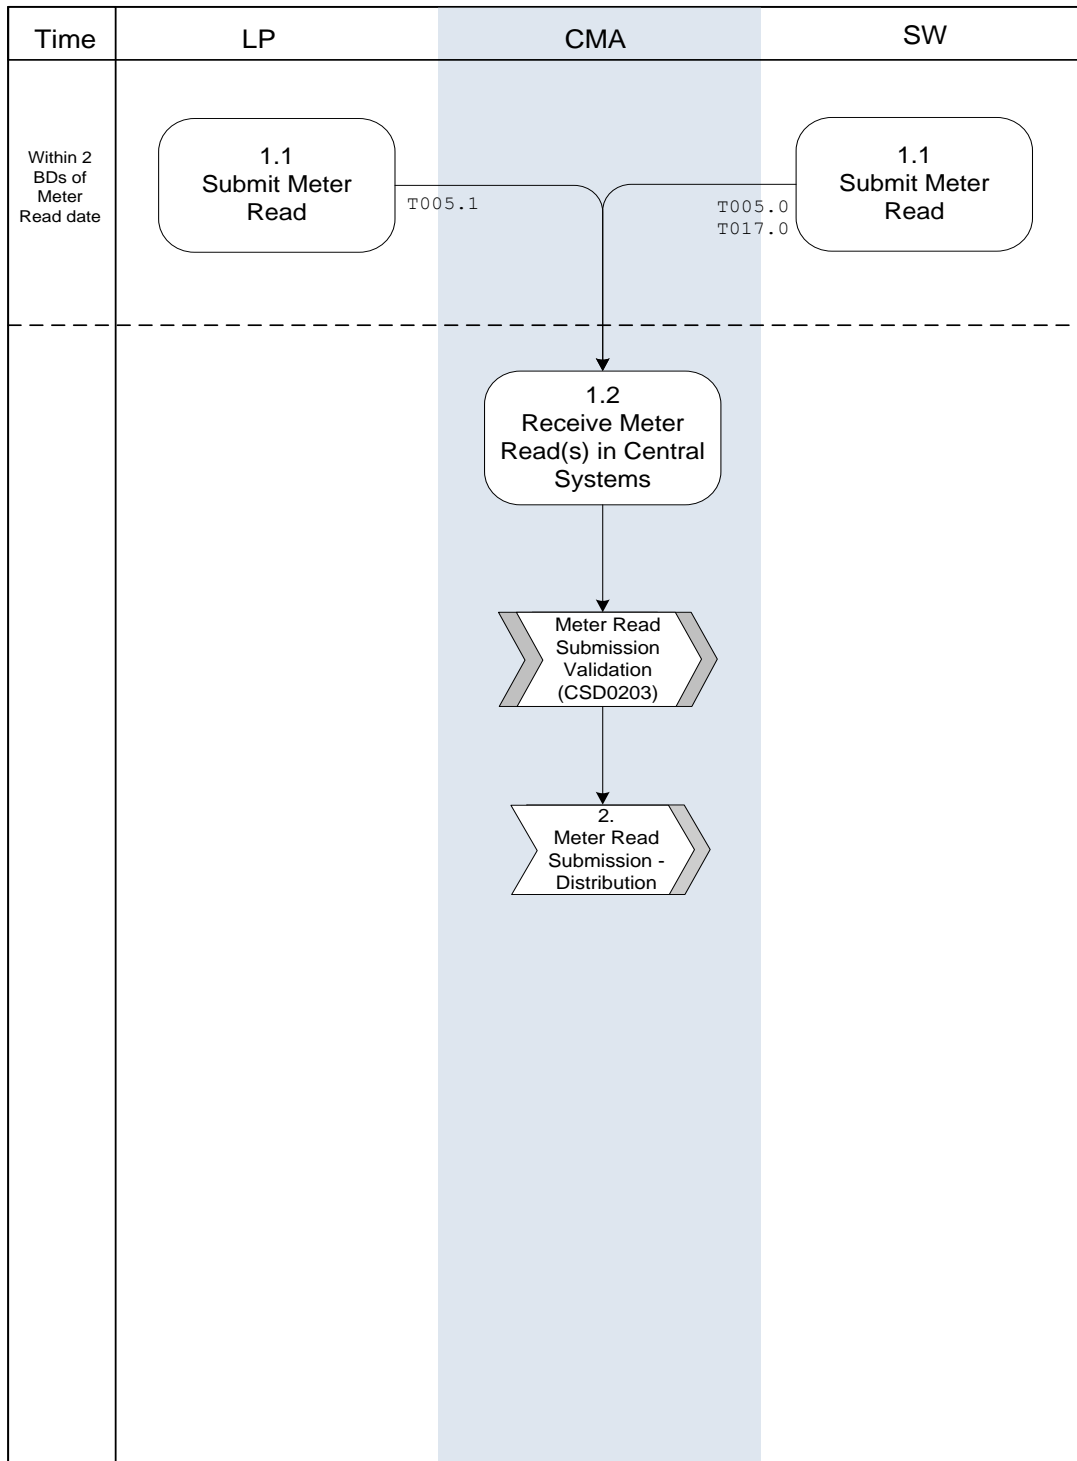 Time
LP
CMA
SW
Within 2
BDs of
Meter
Read date
1.1
Submit Meter
Read
T005.1
T005.0
T017.0
1.1
Submit Meter
Read
1.2
Receive Meter
Read(s) in Central
Systems
Meter Read
Submission
Validation
(CSD0203)
2.
Meter Read
Submission -
Distribution